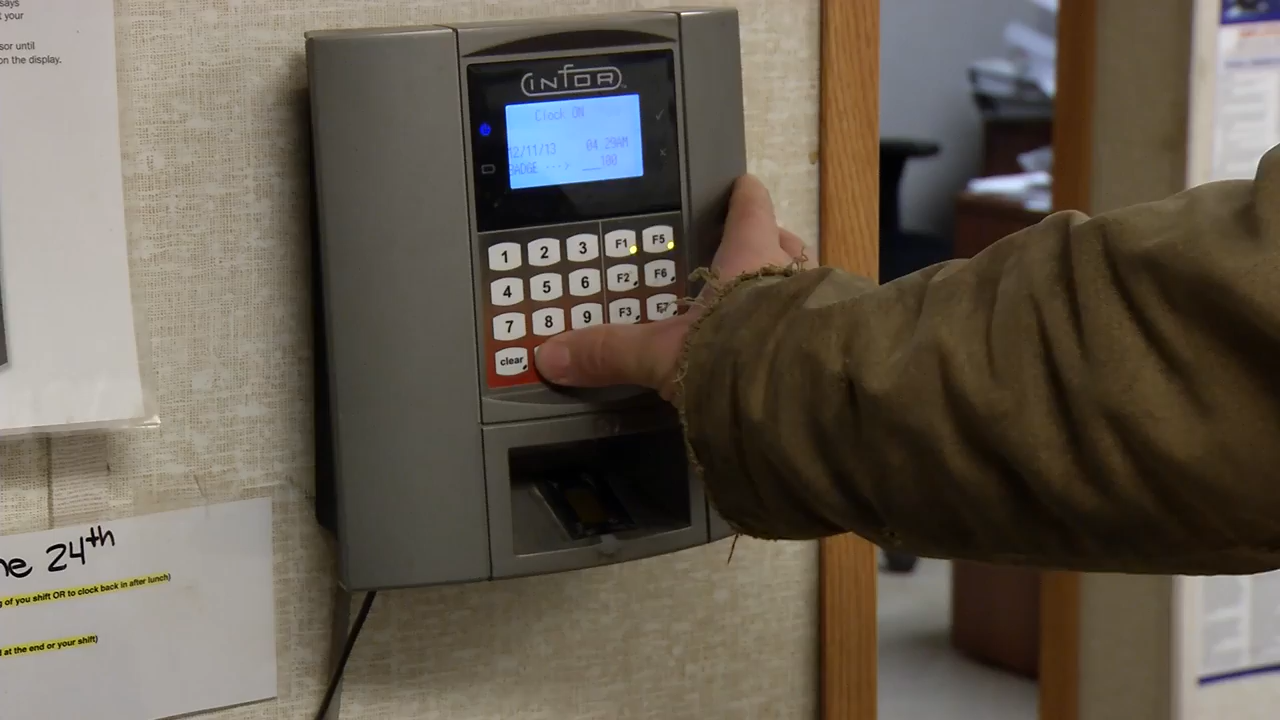 says
t your
sor until
on the display.
INFOR
Clock ON
12/11/13 04 29AM
BADGE ---> __100
1 2 3 F1 F5
4 5 6 F2 F6
7 8 9 F3 F7
clear
ne 24th
g of you shift OR to clock back in after lunch)
d at the end or your shift)